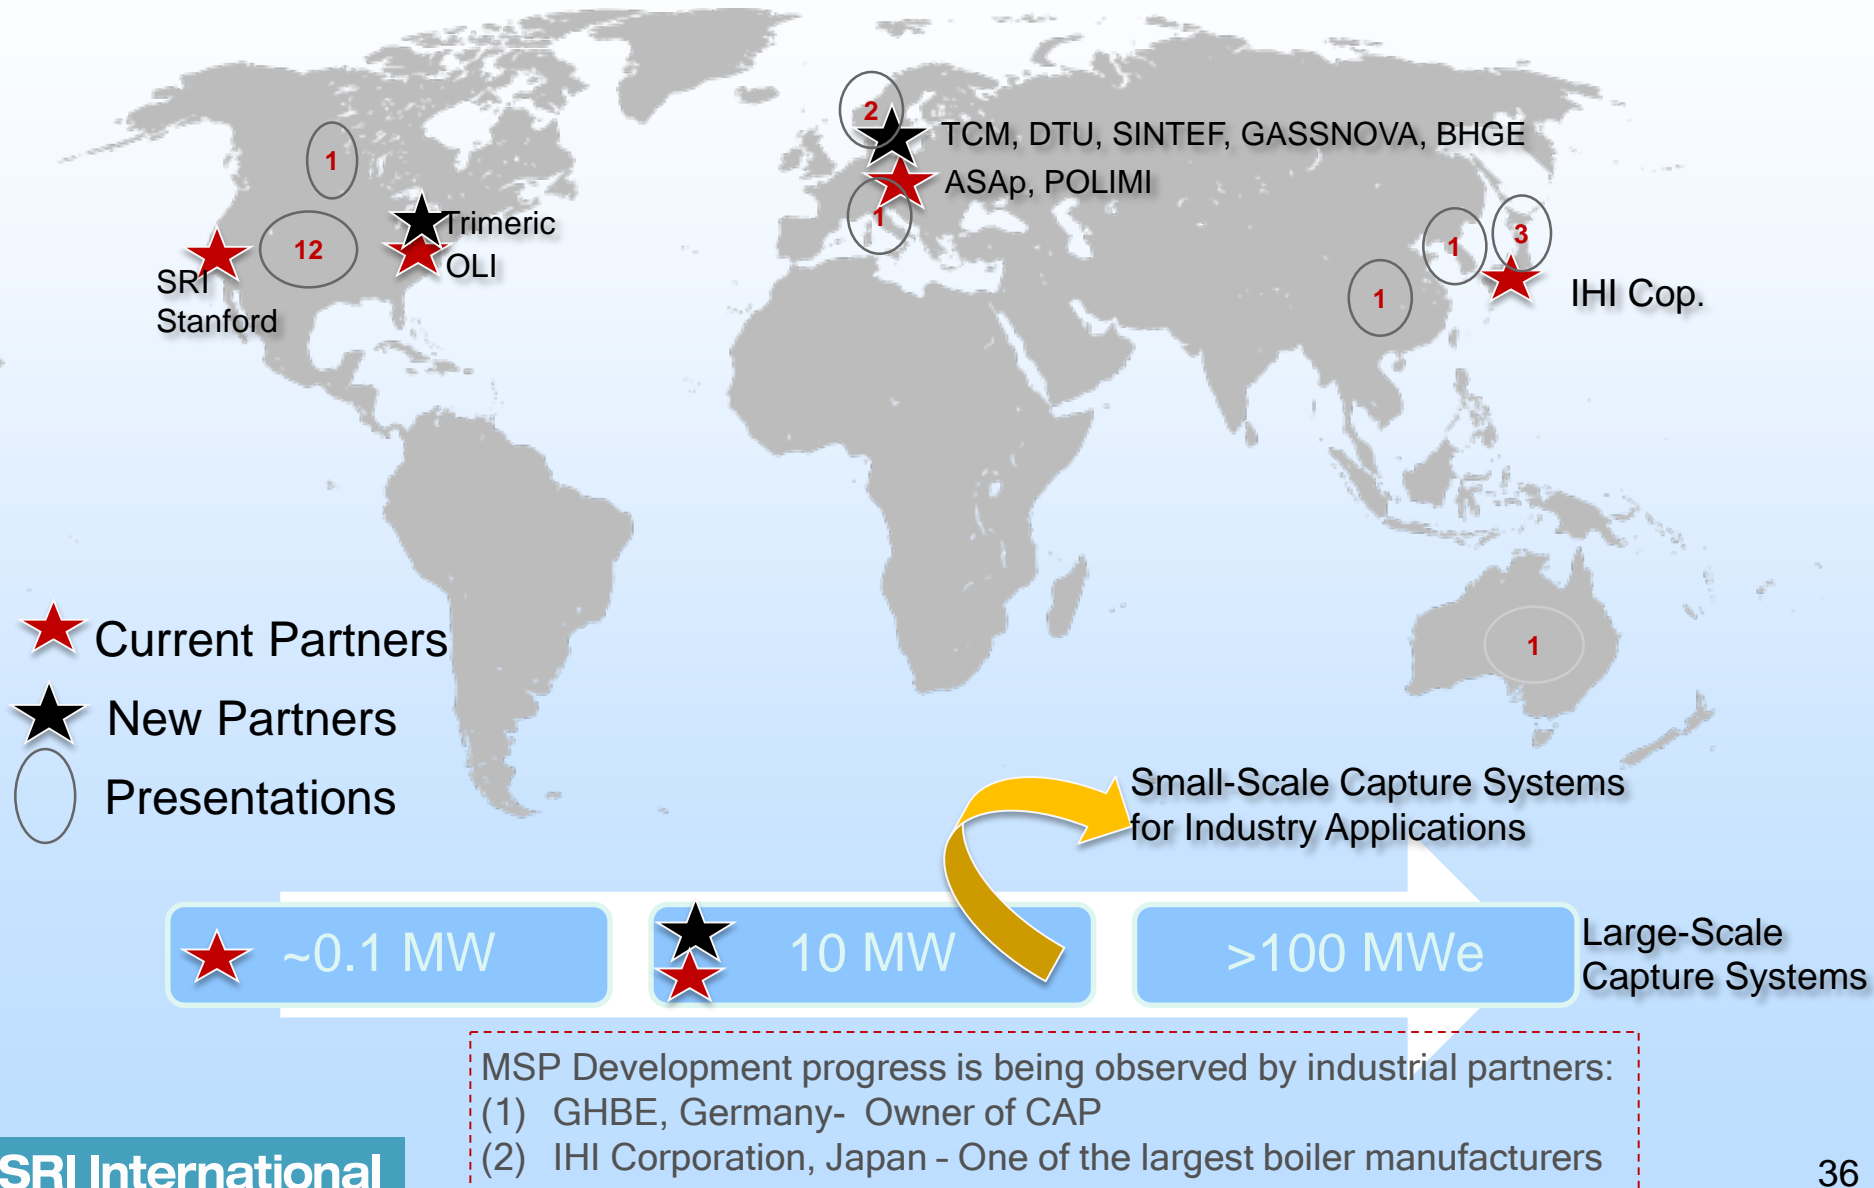 2
TCM, DTU, SINTEF, GASSNOVA, BHGE
1
ASAp, POLIMI
1
Trimeric
12
OLI
SRI
Stanford
1
3
1
IHI Cop.
1
Current Partners
New Partners
Presentations
Small-Scale Capture Systems
for Industry Applications
~0.1 MW
10 MW
>100 MWe
Large-Scale
Capture Systems
MSP Development progress is being observed by industrial partners:
(1) GHBE, Germany- Owner of CAP
(2) IHI Corporation, Japan - One of the largest boiler manufacturers
SRI International
36